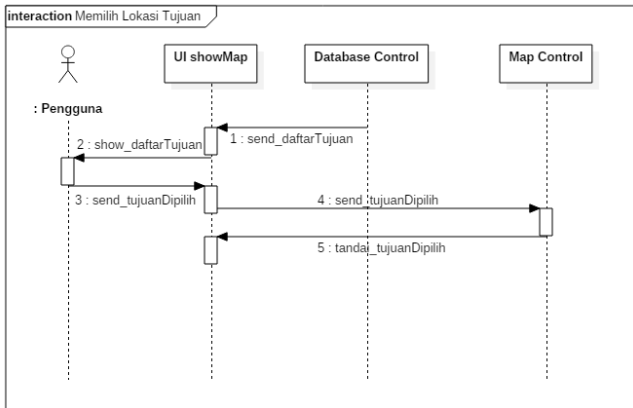 interaction Memilih Lokasi Tujuan
UI showMap
Database Control
Map Control
: Pengguna
1 : send_daftarTujuan
2 : show_daftarTujuan
3 : send_tujuanDipilih
4 : send_tujuanDipilih
5 : tandai_tujuanDipilih